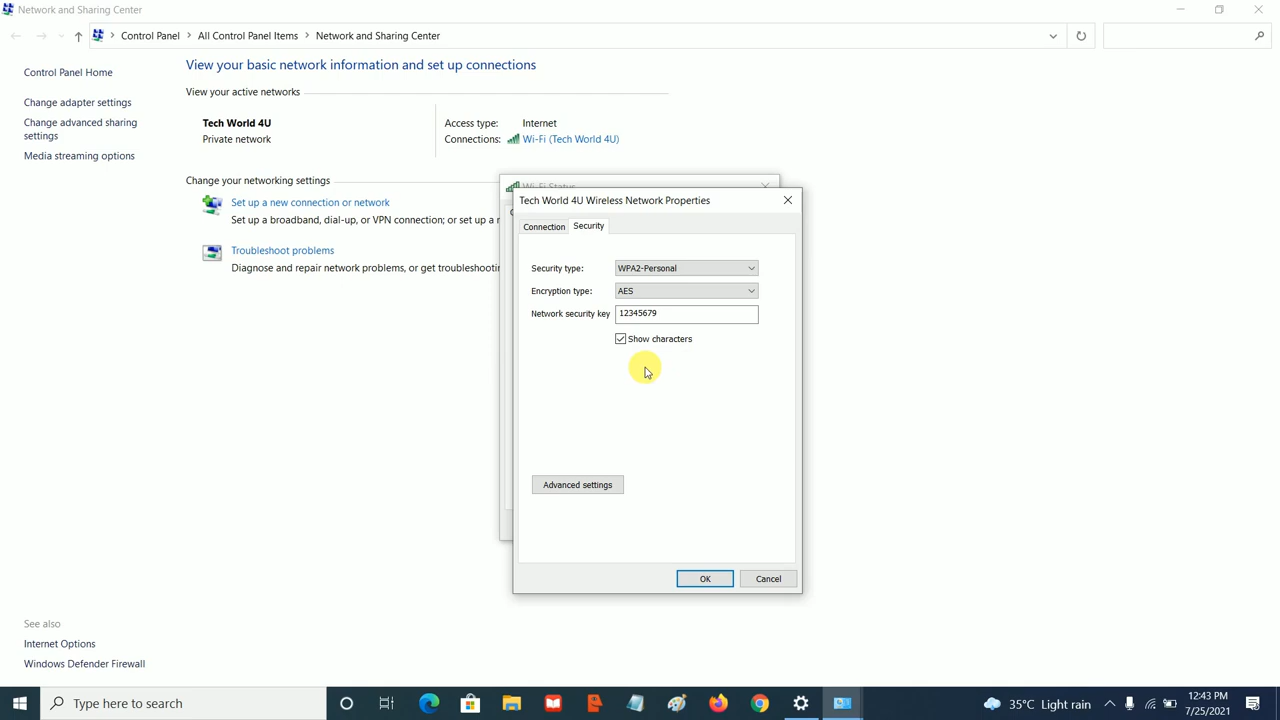 Network and Sharing Center
Control Panel
All Control Panel Items
Network and Sharing Center
Control Panel Home
Change adapter settings
Change advanced sharing
settings
Media streaming options
View your basic network information and set up connections
View your active networks
Tech World 4U
Private network
Access type: Internet
Connections: Wi-Fi (Tech World 4U)
Change your networking settings
Set up a new connection or network
Set up a broadband, dial-up, or VPN connection; or set up a
Troubleshoot problems
Diagnose and repair network problems, or get
Wi-Fi Status
Tech World 4U Wireless Network Properties
Connection Security
Security type: WPA2-Personal
Encryption type: AES
Network security key 12345679
Show characters
Advanced settings
OK Cancel
See also
Internet Options
Windows Defender Firewall
Type here to search
35°C Light rain
12:43 PM
7/25/2021